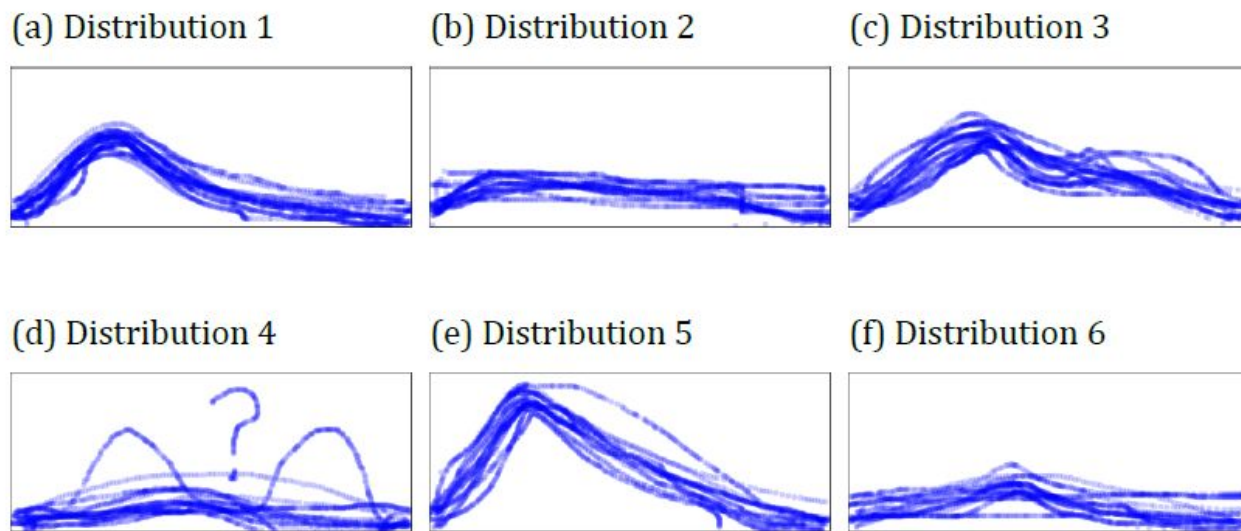 (a) Distribution 1
(b) Distribution 2
(c) Distribution 3
(d) Distribution 4
(e) Distribution 5
(f) Distribution 6
?